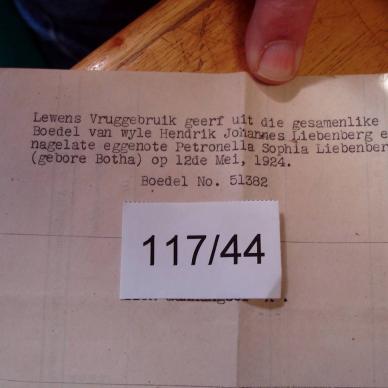 Lewens Vruggebruik geerf uit die gesamenlike
Boedel van wyle Hendrik Johannes Liebenberg e
nagelate eggenote Petronella Sophia Liebenber
(gebore Botha) op 12de Mei, 1924.
Boedel No. 51382
117/44